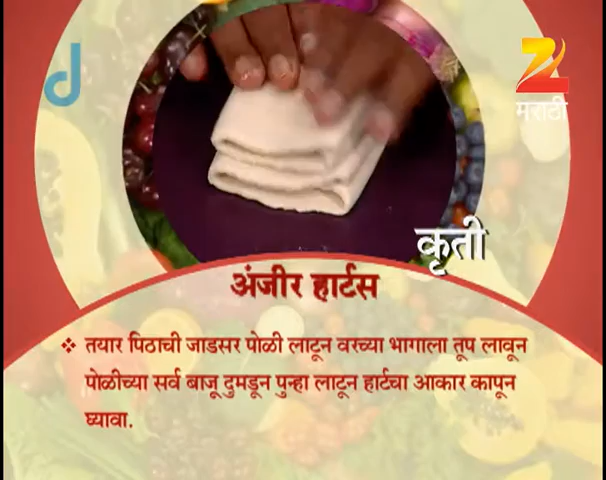 मराठी
कृती
अंजीर हार्टस
❖ तयार पिठाची जाडसर पोळी लाटून वरच्या भागाला तूप लावून
पोळीच्या सर्व बाजू दुमडून पुन्हा लाटून हार्टचा आकार कापून
घ्यावा.